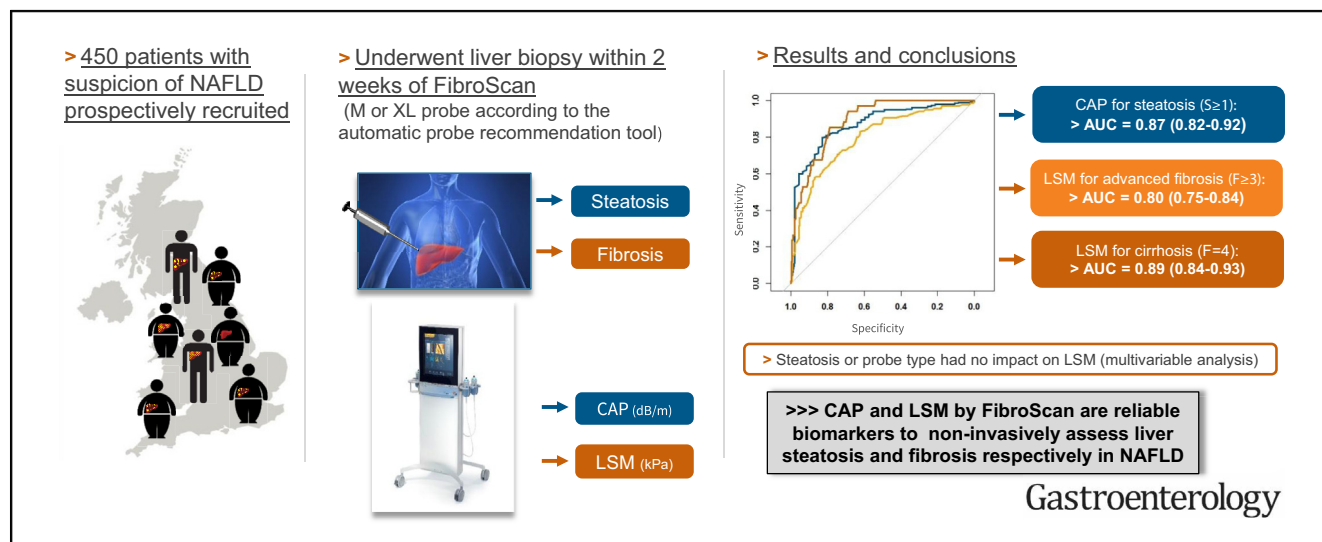 > 450 patients with
suspicion of NAFLD
prospectively recruited
> Underwent liver biopsy within 2
weeks of FibroScan
(M or XL probe according to the
automatic probe recommendation tool)
Steatosis
Fibrosis
CAP (dB/m)
LSM (kPa)
> Results and conclusions
Sensitivity
1.0
0.8
0.6
0.4
0.2
0.0
1.0 0.8 0.6 0.4 0.2 0.0
Specificity
CAP for steatosis (S≥1):
> AUC = 0.87 (0.82-0.92)
LSM for advanced fibrosis (F≥3):
> AUC = 0.80 (0.75-0.84)
LSM for cirrhosis (F=4):
> AUC = 0.89 (0.84-0.93)
> Steatosis or probe type had no impact on LSM (multivariable analysis)
>>> CAP and LSM by FibroScan are reliable
biomarkers to non-invasively assess liver
steatosis and fibrosis respectively in NAFLD
Gastroenterology